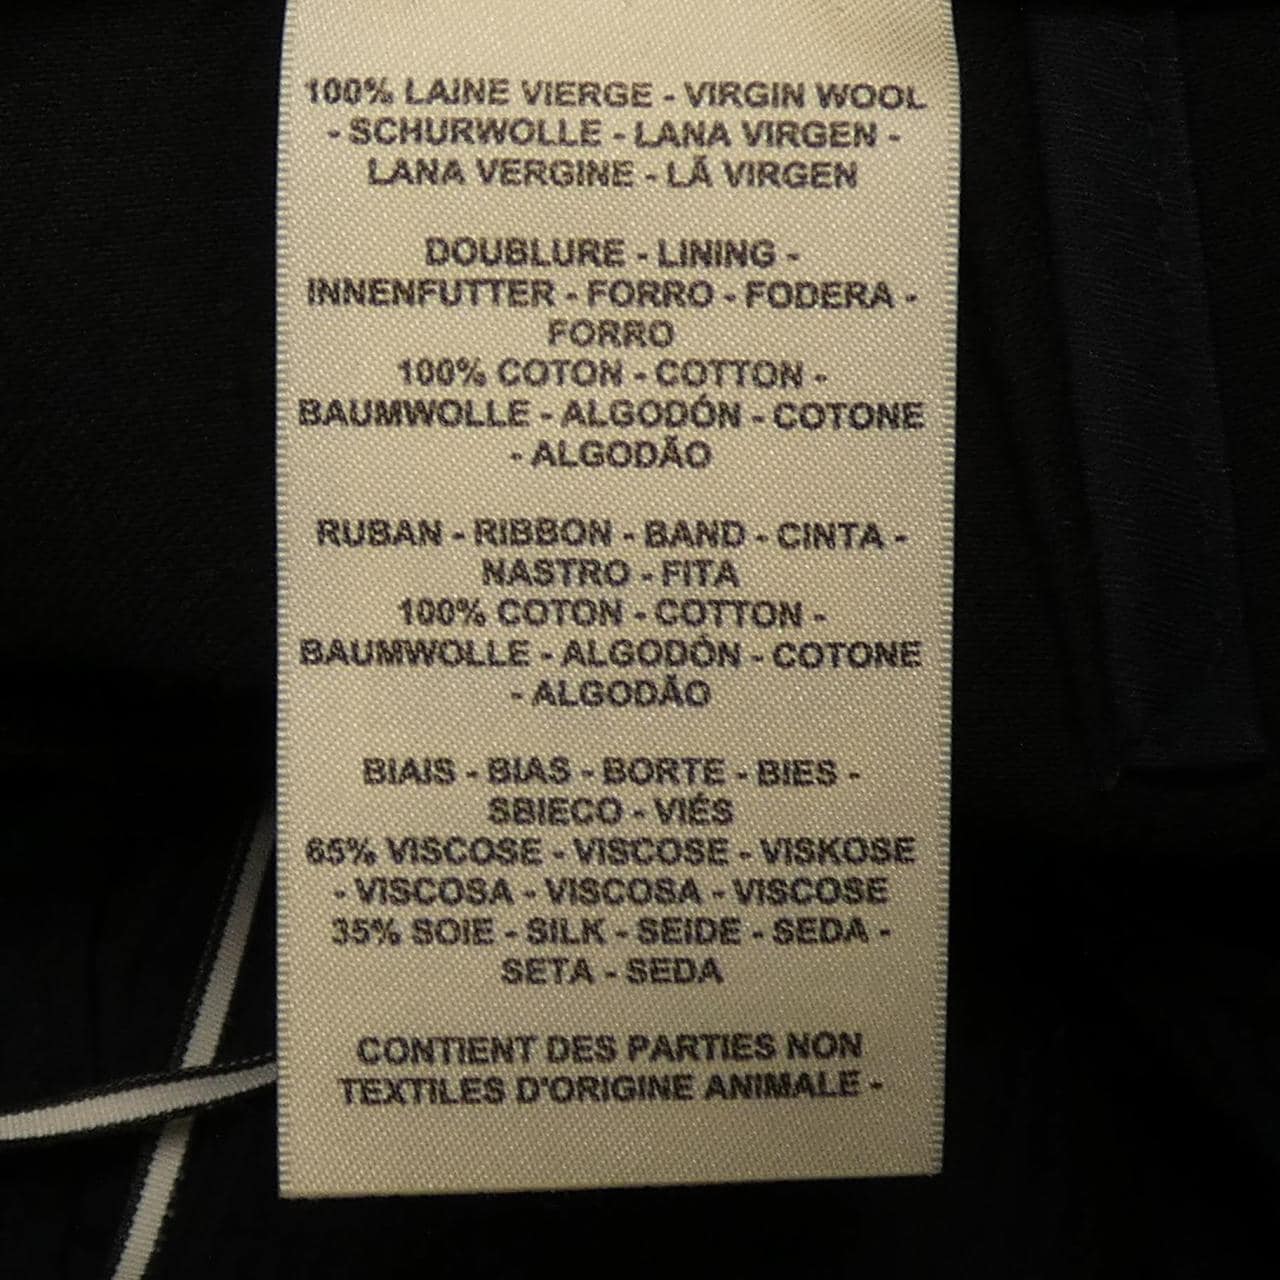 100% LAINE VIERGE - VIRGIN WOOL
- SCHURWOLLE - LANA VIRGEN -
LANA VERGINE - LÃ VIRGEN
DOUBLURE - LINING -
INNENFUTTER - FORRO - FODERA -
FORRO
100% COTON - COTTON -
BAUMWOLLE - ALGODÓN - COTONE
- ALGODÃO
RUBAN - RIBBON - BAND - CINTA -
NASTRO - FITA
100% COTON - COTTON -
BAUMWOLLE - ALGODÓN - COTONE
- ALGODÃO
BIAIS - BIAS - BORTE - BIES -
SBIECO - VIÉS
65% VISCOSE - VISCOSE - VISKOSE
- VISCOSA - VISCOSA - VISCOSE
35% SOIE - SILK - SEIDE - SEDA -
SETA - SEDA
CONTIENT DES PARTIES NON
TEXTILES D'ORIGINE ANIMALE -